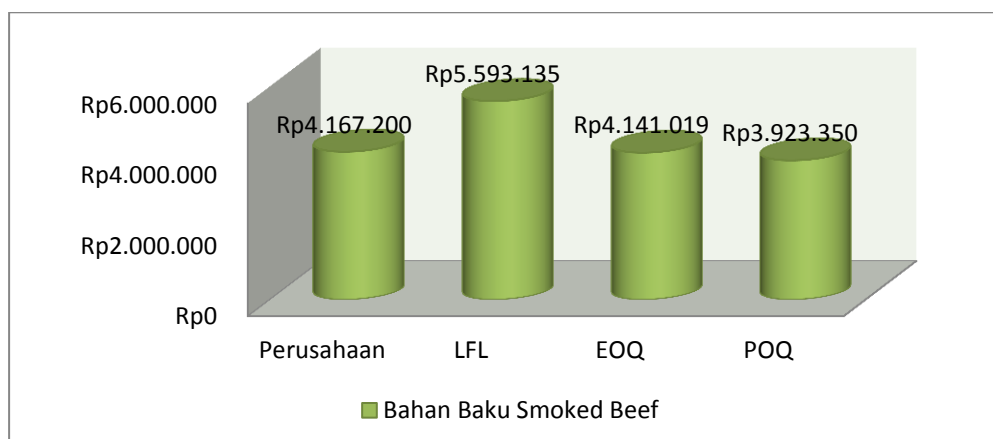 Rp5.593.135
Rp4.167.200
Rp4.141.019
Rp3.923.350
Rp6.000.000
Rp4.000.000
Rp2.000.000
Rp0
Perusahaan
LFL
EOQ
POQ
Bahan Baku Smoked Beef